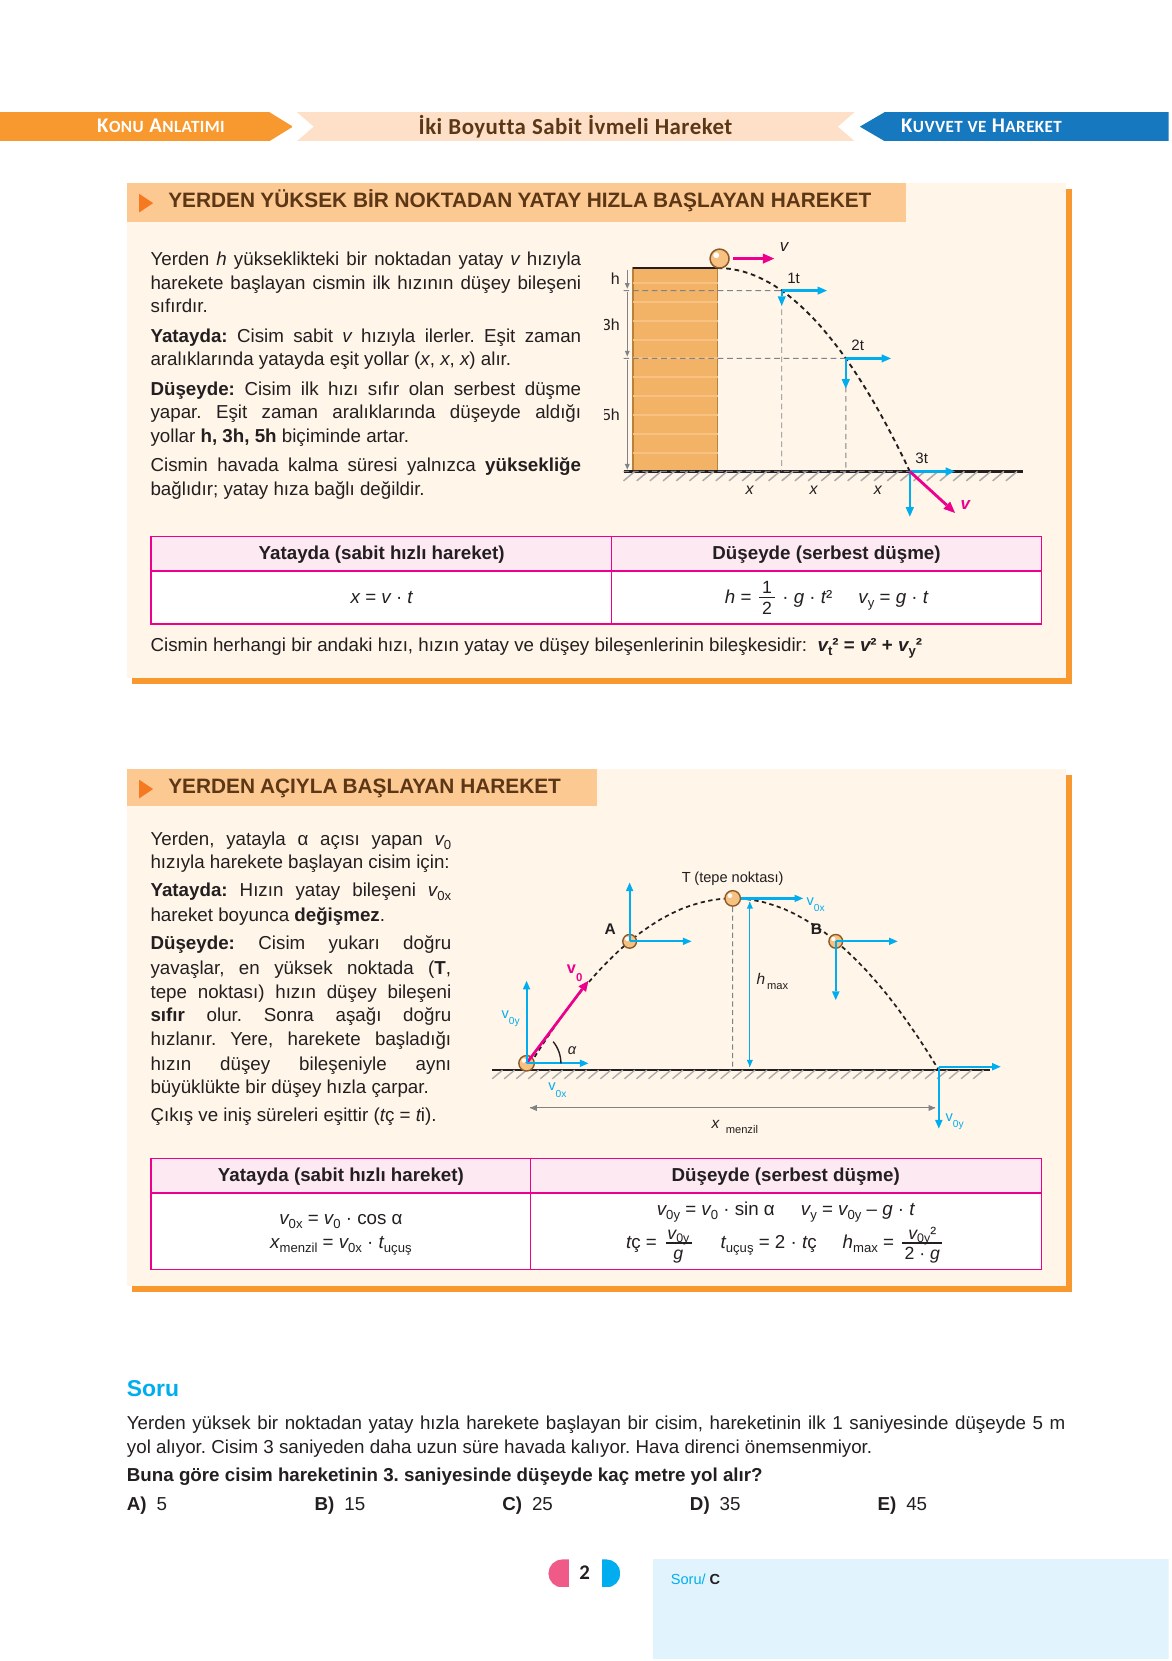 KONU ANLATIMI
İki Boyutta Sabit İvmeli Hareket
KUVVET VE HAREKET
YERDEN YÜKSEK BİR NOKTADAN YATAY HIZLA BAŞLAYAN HAREKET
Yerden h yükseklikteki bir noktadan yatay v hızıyla
harekete başlayan cismin ilk hızının düşey bileşeni
sıfırdır.
Yatayda: Cisim sabit v hızıyla ilerler. Eşit zaman
aralıklarında yatayda eşit yollar (x, x, x) alır.
Düşeyde: Cisim ilk hızı sıfır olan serbest düşme
yapar. Eşit zaman aralıklarında düşeyde aldığı
yollar h, 3h, 5h biçiminde artar.
Cismin havada kalma süresi yalnızca yüksekliğe
bağlıdır; yatay hıza bağlı değildir.
v
h
1t
3h
2t
5h
3t
x x x
v
Yatayda (sabit hızlı hareket)
Düşeyde (serbest düşme)
x = v · t
h = 1/2 · g · t² vy = g · t
Cismin herhangi bir andaki hızı, hızın yatay ve düşey bileşenlerinin bileşkesidir: vt² = v² + vy²
YERDEN AÇIYLA BAŞLAYAN HAREKET
Yerden, yatayla α açısı yapan v0
hızıyla harekete başlayan cisim için:
Yatayda: Hızın yatay bileşeni v0x
hareket boyunca değişmez.
Düşeyde: Cisim yukarı doğru
yavaşlar, en yüksek noktada (T,
tepe noktası) hızın düşey bileşeni
sıfır olur. Sonra aşağı doğru
hızlanır. Yere, harekete başladığı
hızın düşey bileşeniyle aynı
büyüklükte bir düşey hızla çarpar.
Çıkış ve iniş süreleri eşittir (tç = ti).
T (tepe noktası)
v0x
A
B
v0
hmax
v0y
α
v0x
v0y
x menzil
Yatayda (sabit hızlı hareket)
Düşeyde (serbest düşme)
v0x = v0 · cos α
xmenzil = v0x · tuçuş
v0y = v0 · sin α vy = v0y – g · t
tç = v0y/g tuçuş = 2 · tç hmax = v0y²/2 · g
Soru
Yerden yüksek bir noktadan yatay hızla harekete başlayan bir cisim, hareketinin ilk 1 saniyesinde düşeyde 5 m
yol alıyor. Cisim 3 saniyeden daha uzun süre havada kalıyor. Hava direnci önemsenmiyor.
Buna göre cisim hareketinin 3. saniyesinde düşeyde kaç metre yol alır?
A) 5 B) 15 C) 25 D) 35 E) 45
2
Soru/ C